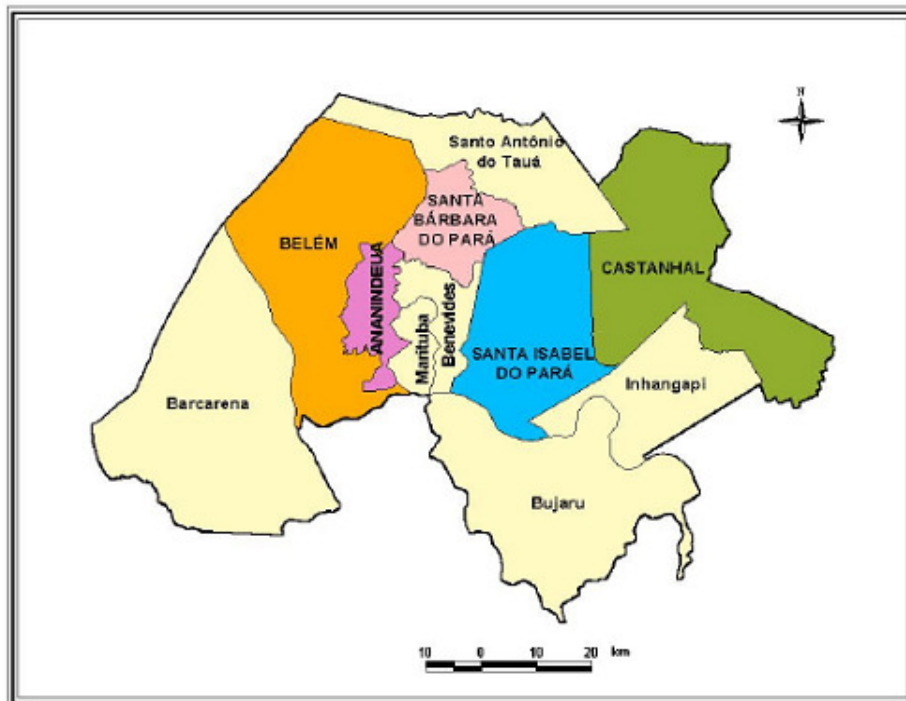 N
Santo Antônio
do Tauá
SANTA
BÁRBARA
DO PARÁ
BELÉM
ANANINDEUA
CASTANHAL
Marituba
Benevides
SANTA ISABEL
DO PARÁ
Inhangapi
Barcarena
Bujaru
10 0 10 20 km